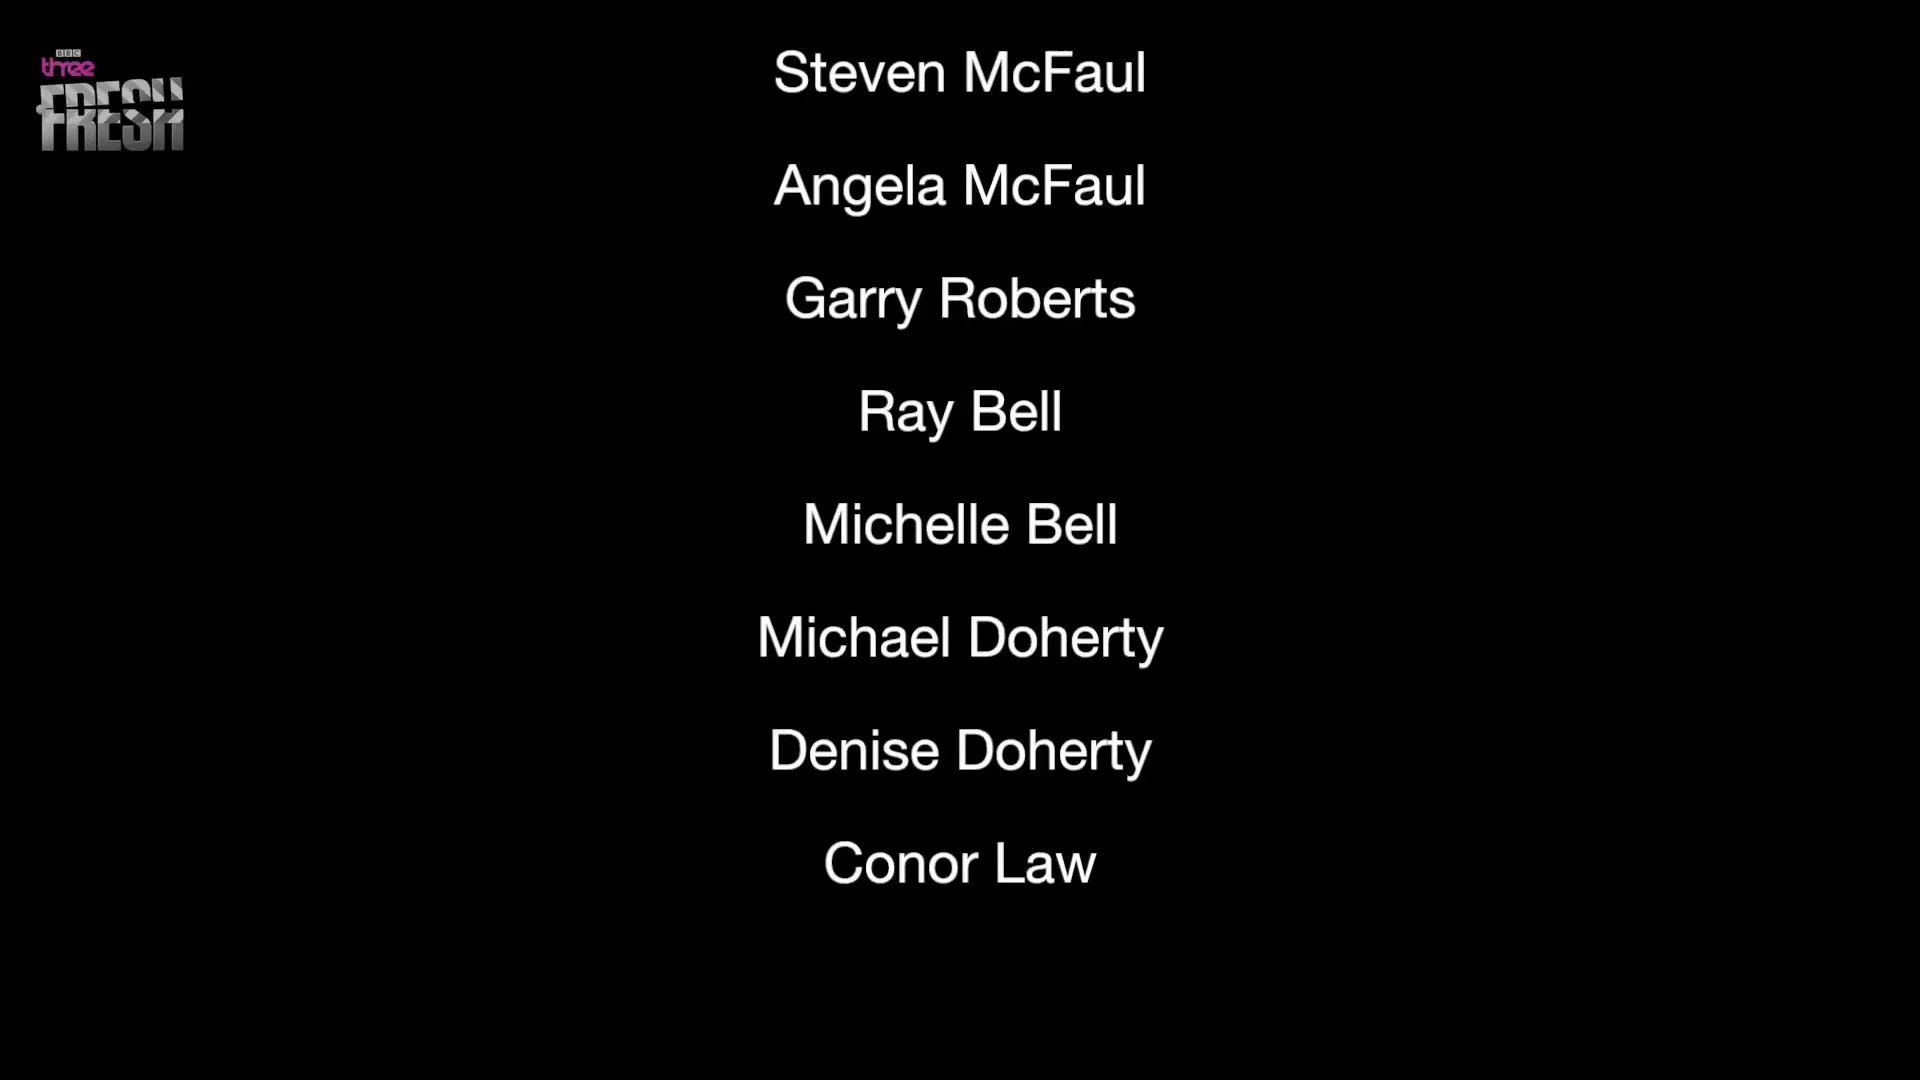 BBC
three
FRESH
Steven McFaul
Angela McFaul
Garry Roberts
Ray Bell
Michelle Bell
Michael Doherty
Denise Doherty
Conor Law